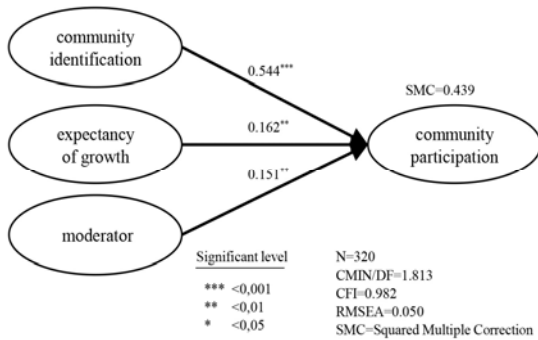 community
identification
0.544***
SMC=0.439
expectancy
of growth
0.162**
community
participation
0.151**
moderator
Significant level
*** <0,001
** <0,01
* <0,05
N=320
CMIN/DF=1.813
CFI=0.982
RMSEA=0.050
SMC=Squared Multiple Correction